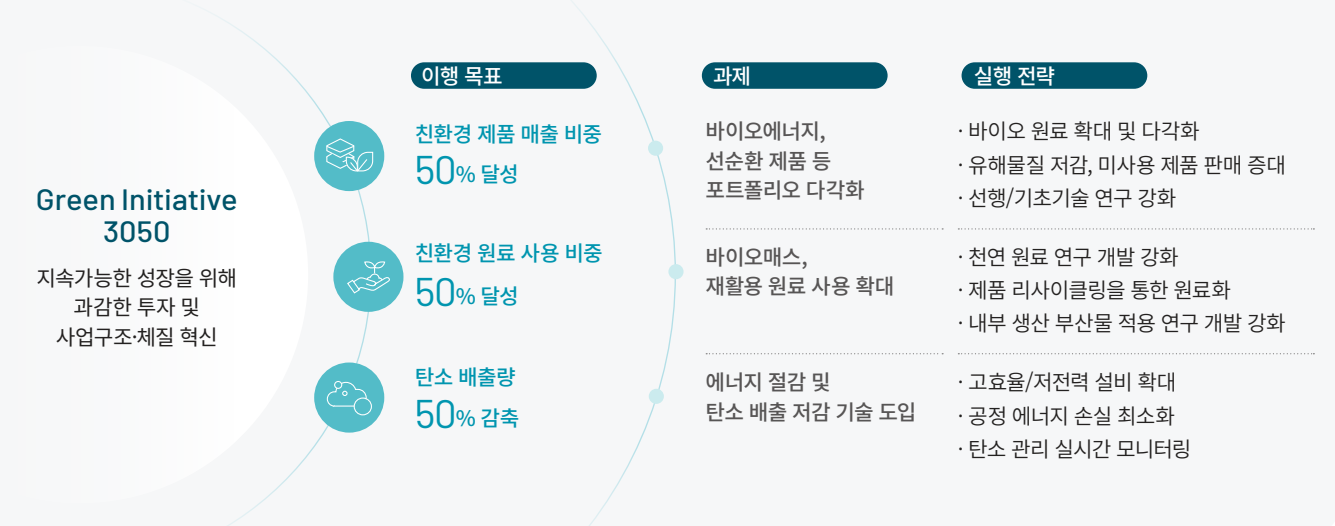 Green Initiative
3050
지속가능한 성장을 위해
과감한 투자 및
사업구조·체질 혁신
이행 목표
과제
실행 전략
친환경 제품 매출 비중
50% 달성
바이오에너지,
선순환 제품 등
포트폴리오 다각화
· 바이오 원료 확대 및 다각화
· 유해물질 저감, 미사용 제품 판매 증대
· 선행/기초기술 연구 강화
친환경 원료 사용 비중
50% 달성
바이오매스,
재활용 원료 사용 확대
· 천연 원료 연구 개발 강화
· 제품 리사이클링을 통한 원료화
· 내부 생산 부산물 적용 연구 개발 강화
탄소 배출량
50% 감축
에너지 절감 및
탄소 배출 저감 기술 도입
· 고효율/저전력 설비 확대
· 공정 에너지 손실 최소화
· 탄소 관리 실시간 모니터링